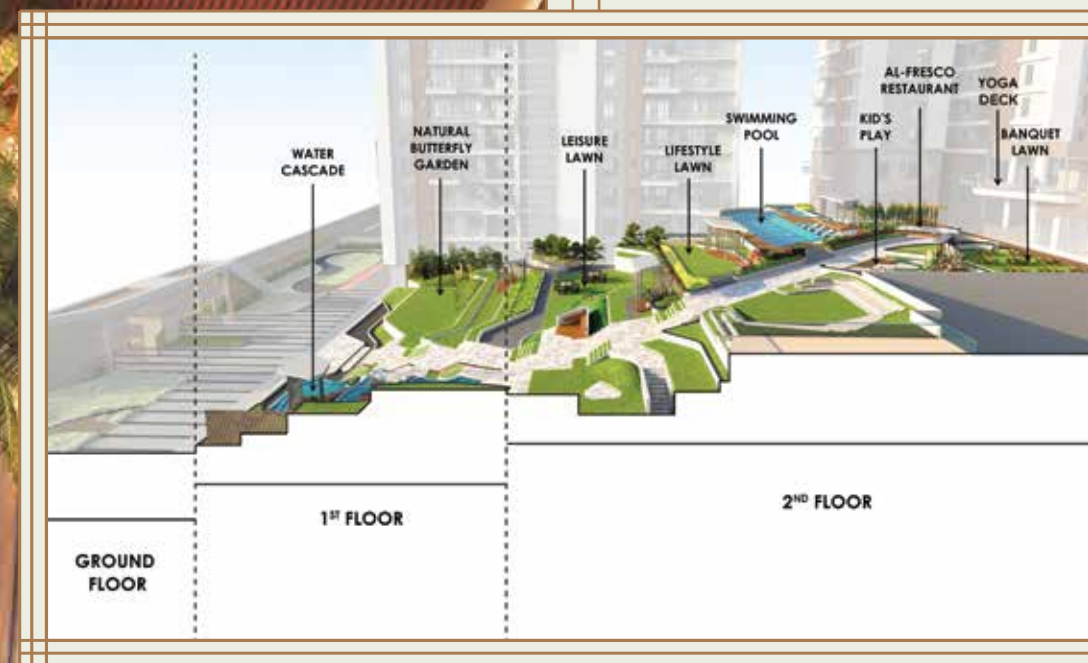 WATER
CASCADE
NATURAL
BUTTERFLY
GARDEN
LEISURE
LAWN
LIFESTYLE
LAWN
SWIMMING
POOL
KID'S
PLAY
AL-FRESCO
RESTAURANT
YOGA
DECK
BANQUET
LAWN
GROUND
FLOOR
1ST FLOOR
2ND FLOOR